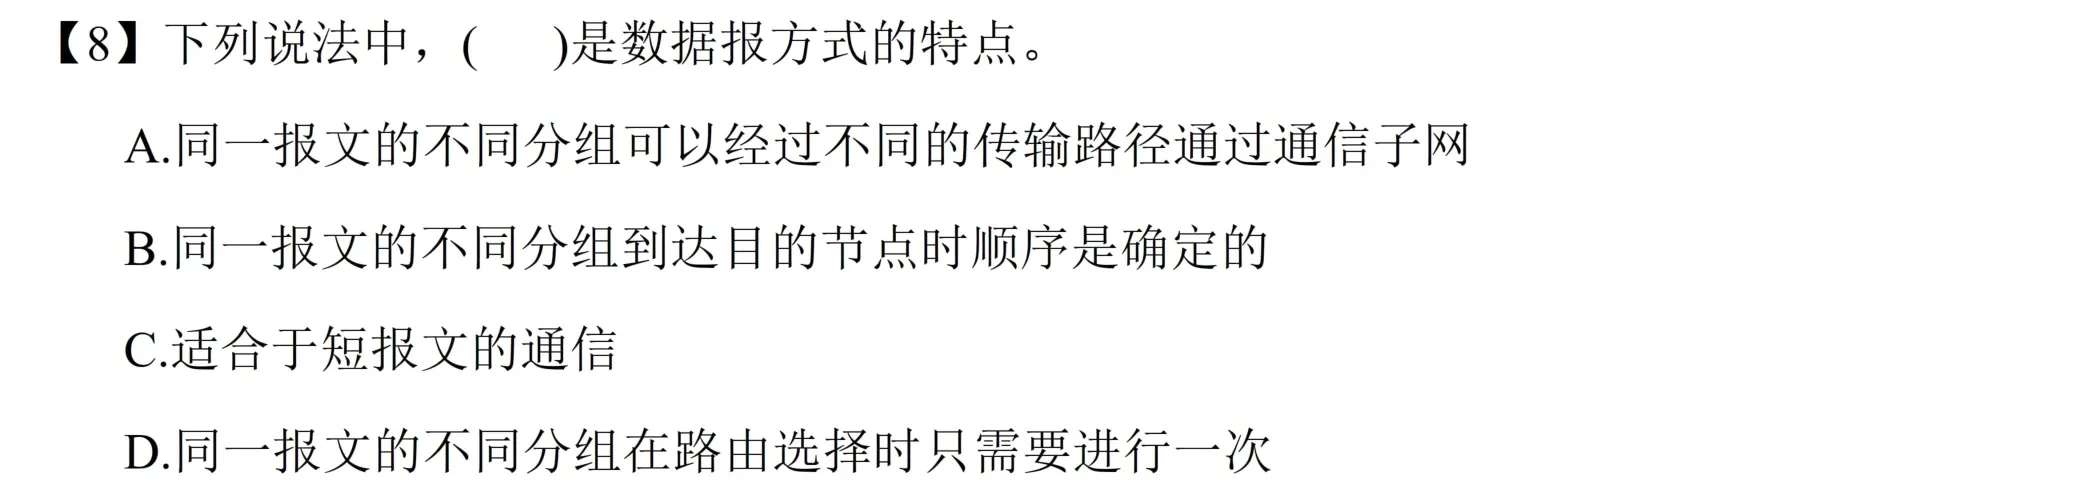 【8】下列说法中，(    )是数据报方式的特点。
A.同一报文的不同分组可以经过不同的传输路径通过通信子网
B.同一报文的不同分组到达目的节点时顺序是确定的
C.适合于短报文的通信
D.同一报文的不同分组在路由选择时只需要进行一次